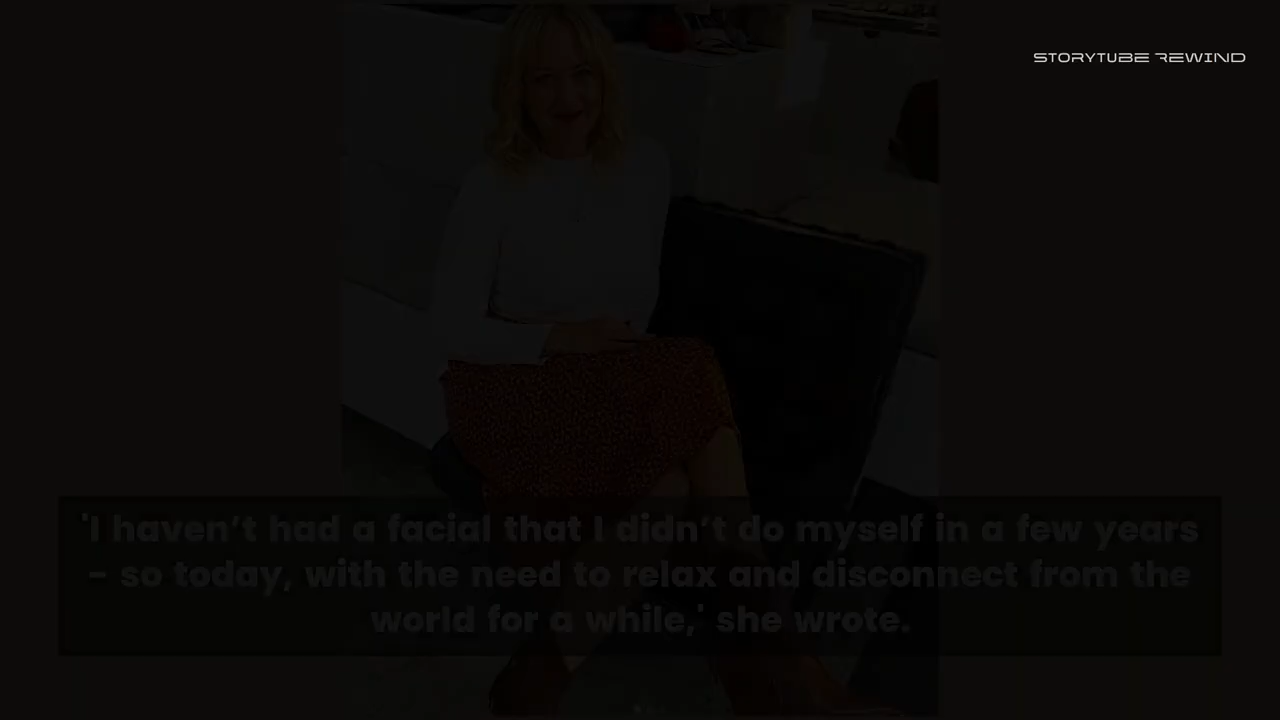 STORYTUBE REWIND
'I haven’t had a facial that I didn’t do myself in a few years
– so today, with the need to relax and disconnect from the
world for a while,' she wrote.